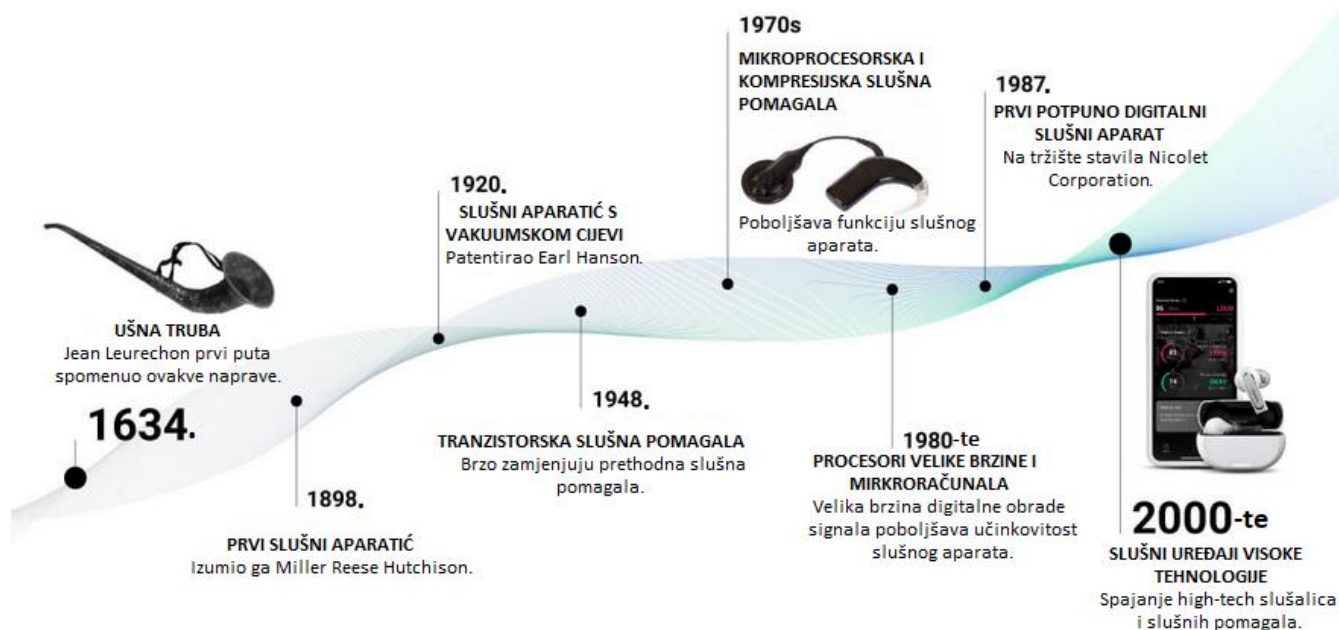 1634.
UŠNA TRUBA
Jean Leurechon prvi puta
spomenuo ovakve naprave.
1898.
PRVI SLUŠNI APARATIĆ
Izumio ga Miller Reese Hutchison.
1920.
SLUŠNI APARATIĆ S
VAKUUMSKOM CIJEVI
Patentirao Earl Hanson.
1948.
TRANZISTORSKA SLUŠNA POMAGALA
Brzo zamjenjuju prethodna slušna
pomagala.
1970s
MIKROPROCESORSKA I
KOMPRESIJSKA SLUŠNA
POMAGALA
Poboljšava funkciju slušnog
aparata.
1980-te
PROCESORI VELIKE BRZINE I
MIRKRORAČUNALA
Velika brzina digitalne obrade
signala poboljšava učinkovitost
slušnog aparata.
1987.
PRVI POTPUNO DIGITALNI
SLUŠNI APARAT
Na tržište stavila Nicolet
Corporation.
2000-te
SLUŠNI UREĐAJI VISOKE
TEHNOLOGIJE
Spajanje high-tech slušalica
i slušnih pomagala.